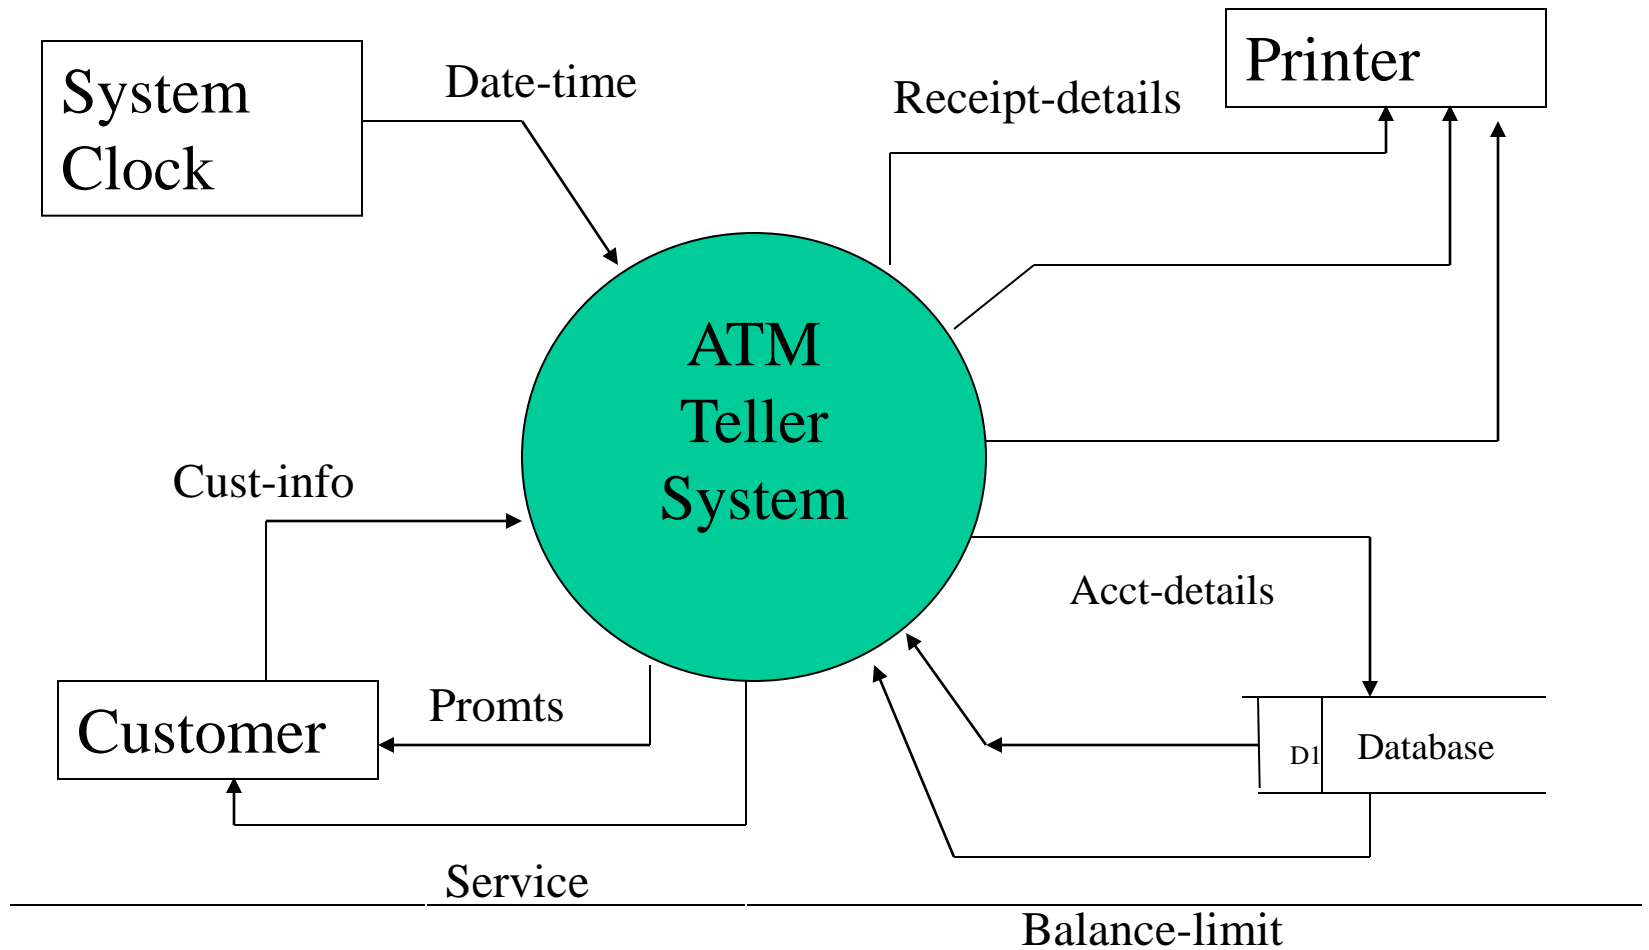 System
Clock
Date-time
Receipt-details
Printer
ATM
Teller
System
Cust-info
Acct-details
Customer
Promts
D1
Database
Service
Balance-limit